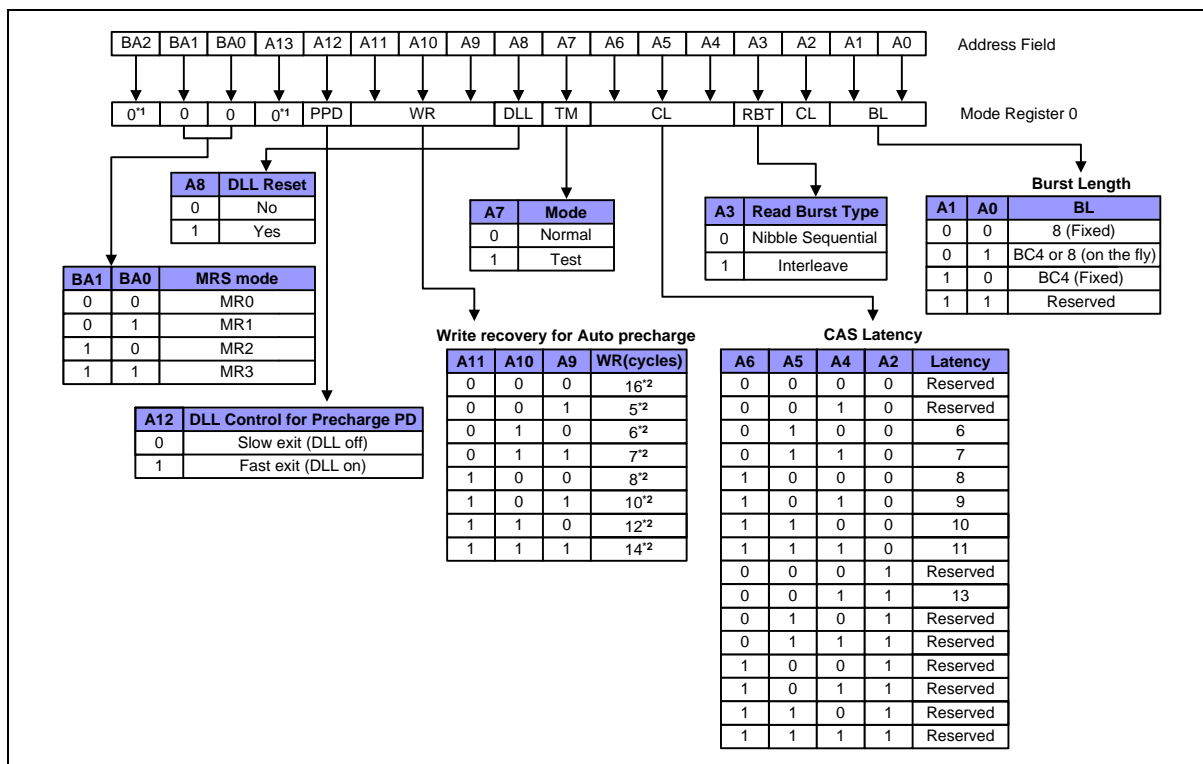 BA2 BA1 BA0 A13 A12 A11 A10 A9 A8 A7 A6 A5 A4 A3 A2 A1 A0 Address Field
0*1 0 0 0*1 PPD WR DLL TM CL RBT CL BL Mode Register 0
A8 DLL Reset
0 No
1 Yes
A7 Mode
0 Normal
1 Test
A3 Read Burst Type
0 Nibble Sequential
1 Interleave
Burst Length
A1 A0 BL
0 0 8 (Fixed)
0 1 BC4 or 8 (on the fly)
1 0 BC4 (Fixed)
1 1 Reserved
BA1 BA0 MRS mode
0 0 MR0
0 1 MR1
1 0 MR2
1 1 MR3
A12 DLL Control for Precharge PD
0 Slow exit (DLL off)
1 Fast exit (DLL on)
Write recovery for Auto precharge
A11 A10 A9 WR(cycles)
0 0 0 16*2
0 0 1 5*2
0 1 0 6*2
0 1 1 7*2
1 0 0 8*2
1 0 1 10*2
1 1 0 12*2
1 1 1 14*2
CAS Latency
A6 A5 A4 A2 Latency
0 0 0 0 Reserved
0 0 1 0 Reserved
0 1 0 0 6
0 1 1 0 7
1 0 0 0 8
1 0 1 0 9
1 1 0 0 10
1 1 1 0 11
0 0 0 1 Reserved
0 0 1 1 13
0 1 0 1 Reserved
0 1 1 1 Reserved
1 0 0 1 Reserved
1 0 1 1 Reserved
1 1 0 1 Reserved
1 1 1 1 Reserved